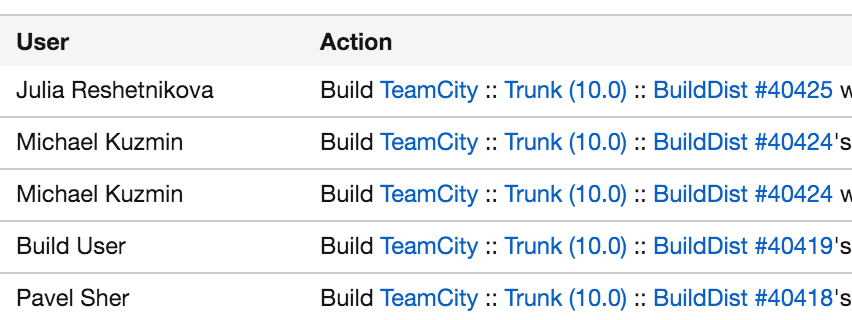 User Action
Julia Reshetnikova Build TeamCity :: Trunk (10.0) :: BuildDist #40425 w
Michael Kuzmin Build TeamCity :: Trunk (10.0) :: BuildDist #40424's
Michael Kuzmin Build TeamCity :: Trunk (10.0) :: BuildDist #40424 w
Build User Build TeamCity :: Trunk (10.0) :: BuildDist #40419's
Pavel Sher Build TeamCity :: Trunk (10.0) :: BuildDist #40418's